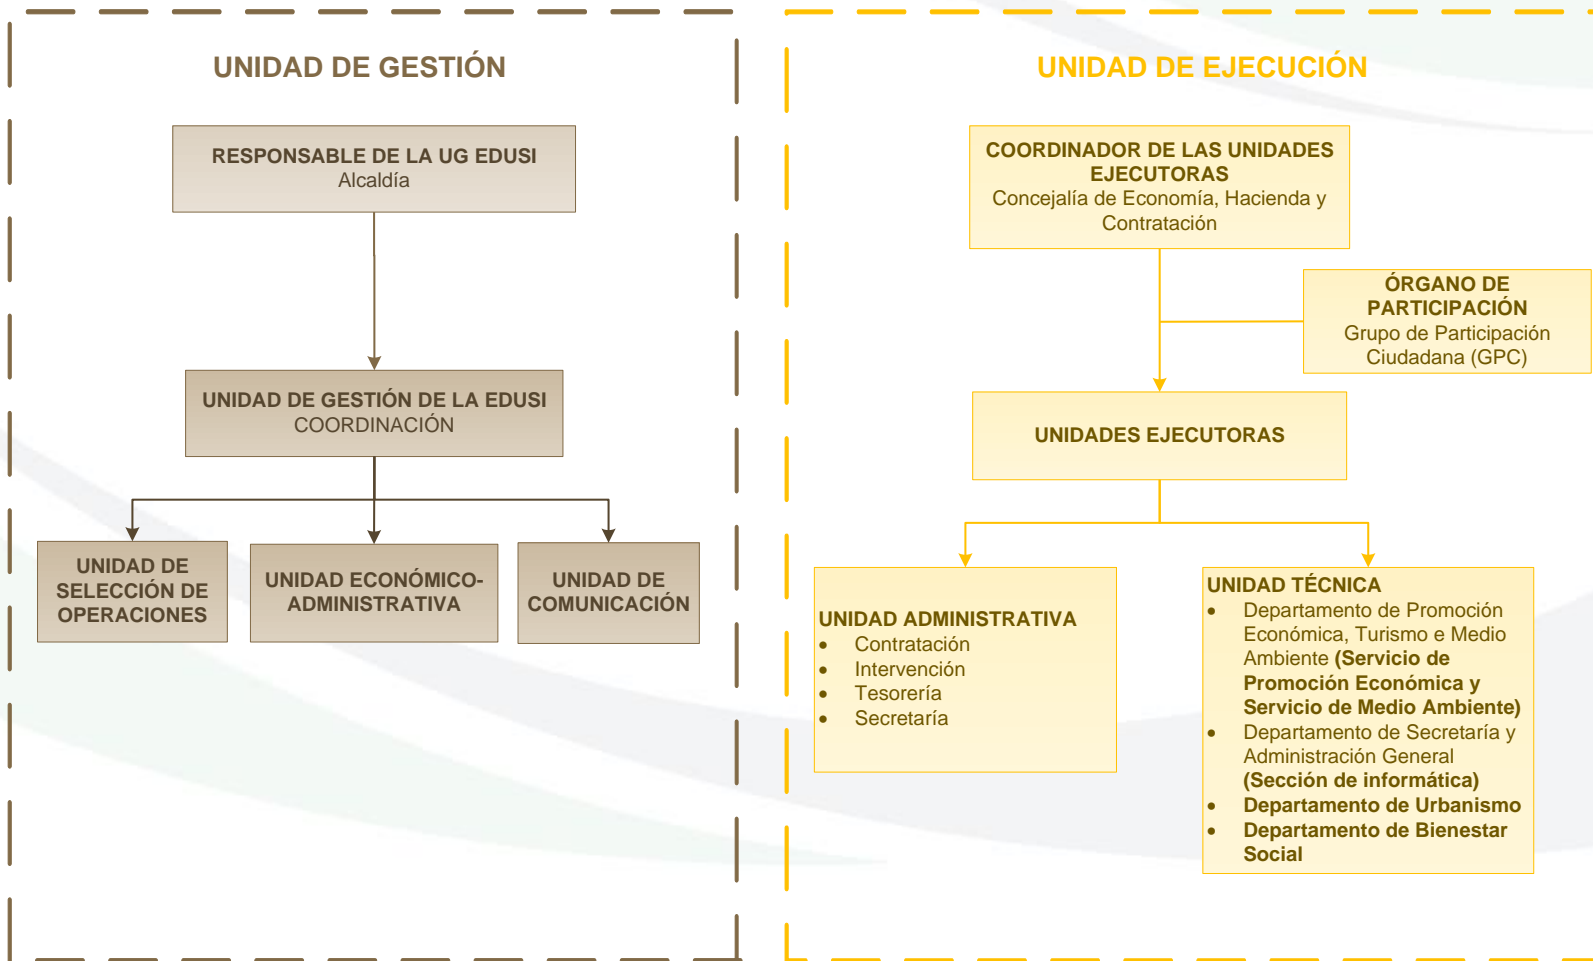 UNIDAD DE GESTIÓN
RESPONSABLE DE LA UG EDUSI
Alcaldía
UNIDAD DE GESTIÓN DE LA EDUSI
COORDINACIÓN
UNIDAD DE
SELECCIÓN DE
OPERACIONES
UNIDAD ECONÓMICO-
ADMINISTRATIVA
UNIDAD DE
COMUNICACIÓN
UNIDAD DE EJECUCIÓN
COORDINADOR DE LAS UNIDADES
EJECUTORAS
Concejalía de Economía, Hacienda y
Contratación
ÓRGANO DE
PARTICIPACIÓN
Grupo de Participación
Ciudadana (GPC)
UNIDADES EJECUTORAS
UNIDAD ADMINISTRATIVA
• Contratación
• Intervención
• Tesorería
• Secretaría
UNIDAD TÉCNICA
• Departamento de Promoción
Económica, Turismo e Medio
Ambiente (Servicio de
Promoción Económica y
Servicio de Medio Ambiente)
• Departamento de Secretaría y
Administración General
(Sección de informática)
• Departamento de Urbanismo
• Departamento de Bienestar
Social